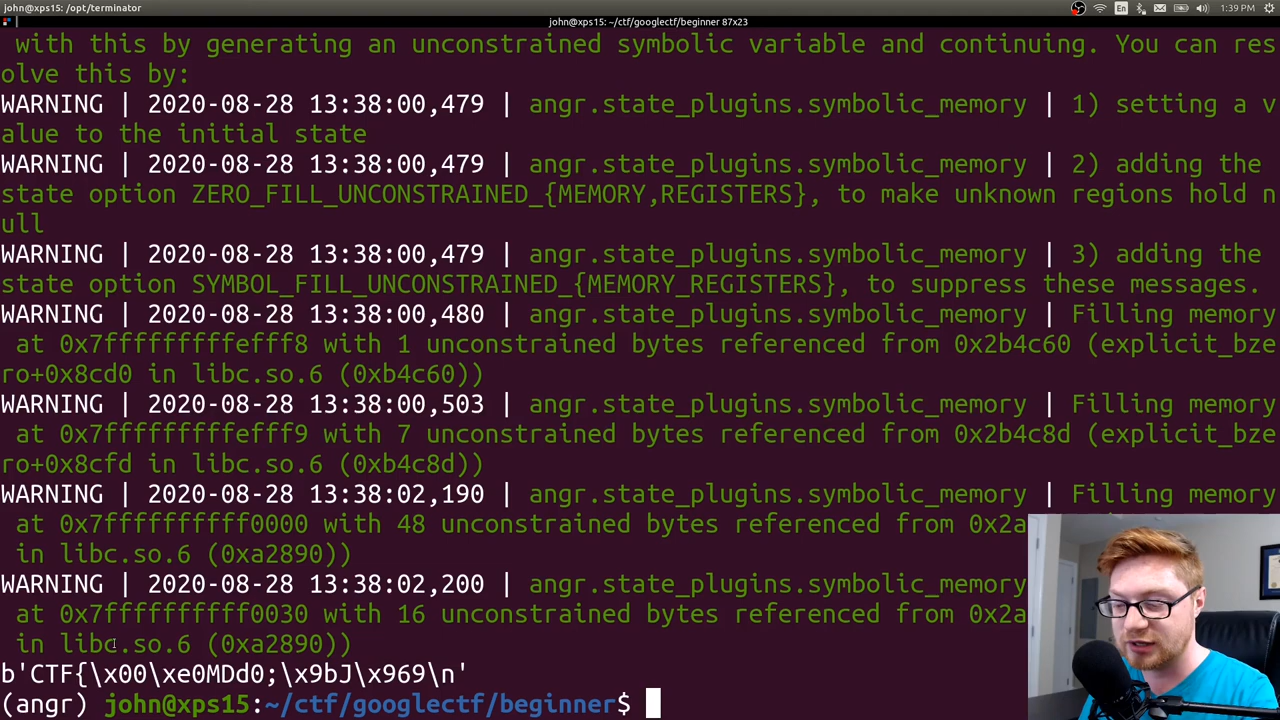 john@xps15: /opt/terminator
En
1:39 PM
john@xps15: ~/ctf/googlectf/beginner 87x23
with this by generating an unconstrained symbolic variable and continuing. You can res
olve this by:
WARNING | 2020-08-28 13:38:00,479 | angr.state_plugins.symbolic_memory | 1) setting a v
alue to the initial state
WARNING | 2020-08-28 13:38:00,479 | angr.state_plugins.symbolic_memory | 2) adding the
state option ZERO_FILL_UNCONSTRAINED_{MEMORY,REGISTERS}, to make unknown regions hold n
ull
WARNING | 2020-08-28 13:38:00,479 | angr.state_plugins.symbolic_memory | 3) adding the
state option SYMBOL_FILL_UNCONSTRAINED_{MEMORY_REGISTERS}, to suppress these messages.
WARNING | 2020-08-28 13:38:00,480 | angr.state_plugins.symbolic_memory | Filling memory
at 0x7fffffffffefff8 with 1 unconstrained bytes referenced from 0x2b4c60 (explicit_bze
ro+0x8cd0 in libc.so.6 (0xb4c60))
WARNING | 2020-08-28 13:38:00,503 | angr.state_plugins.symbolic_memory | Filling memory
at 0x7fffffffffefff9 with 7 unconstrained bytes referenced from 0x2b4c8d (explicit_bze
ro+0x8cfd in libc.so.6 (0xb4c8d))
WARNING | 2020-08-28 13:38:02,190 | angr.state_plugins.symbolic_memory | Filling memory
at 0x7ffffffffff0000 with 48 unconstrained bytes referenced from 0x2a
in libc.so.6 (0xa2890))
WARNING | 2020-08-28 13:38:02,200 | angr.state_plugins.symbolic_memory
at 0x7ffffffffff0030 with 16 unconstrained bytes referenced from 0x2a
in libc.so.6 (0xa2890))
b'CTF{\x00\xe0MDd0;\x9bJ\x969\n'
(angr) john@xps15:~/ctf/googlectf/beginner$